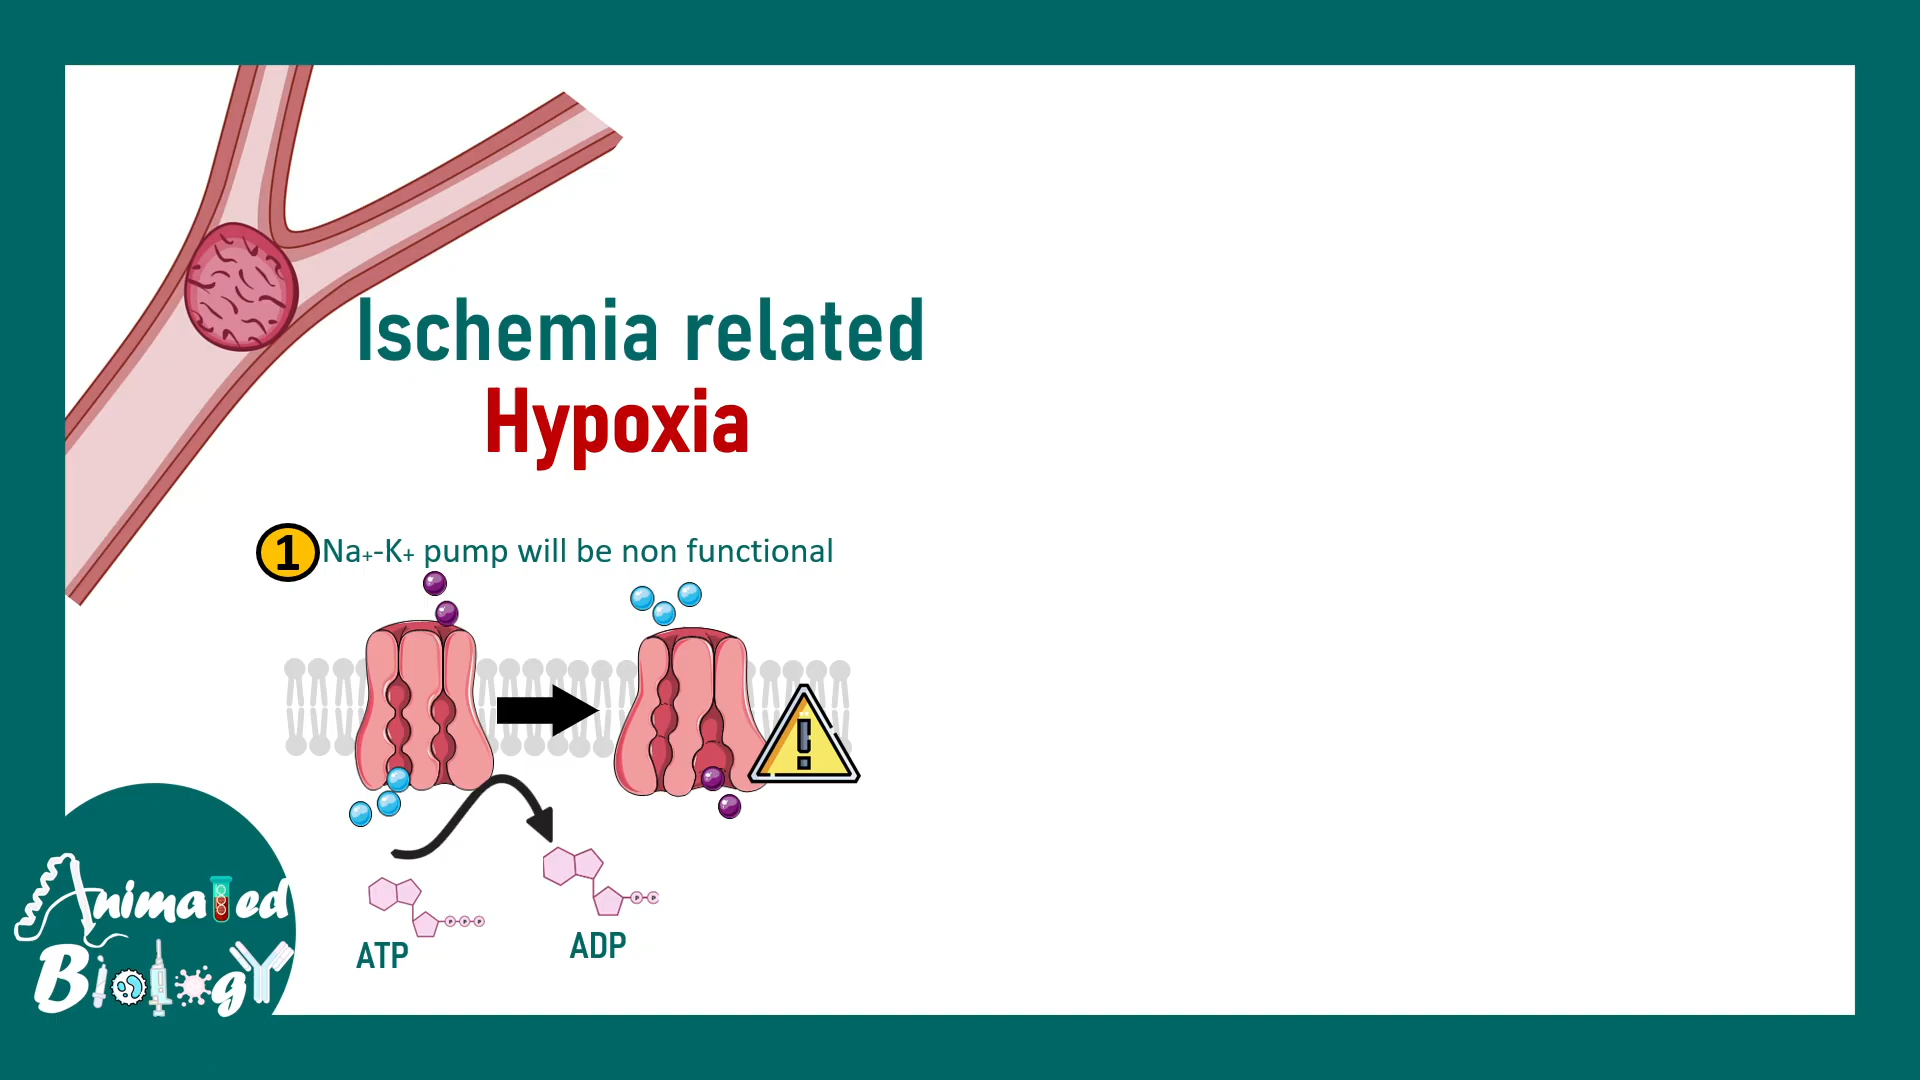 Ischemia related
Hypoxia
1 Na+-K+ pump will be non functional
P P
P P P
ADP
ATP
Animated
Biology